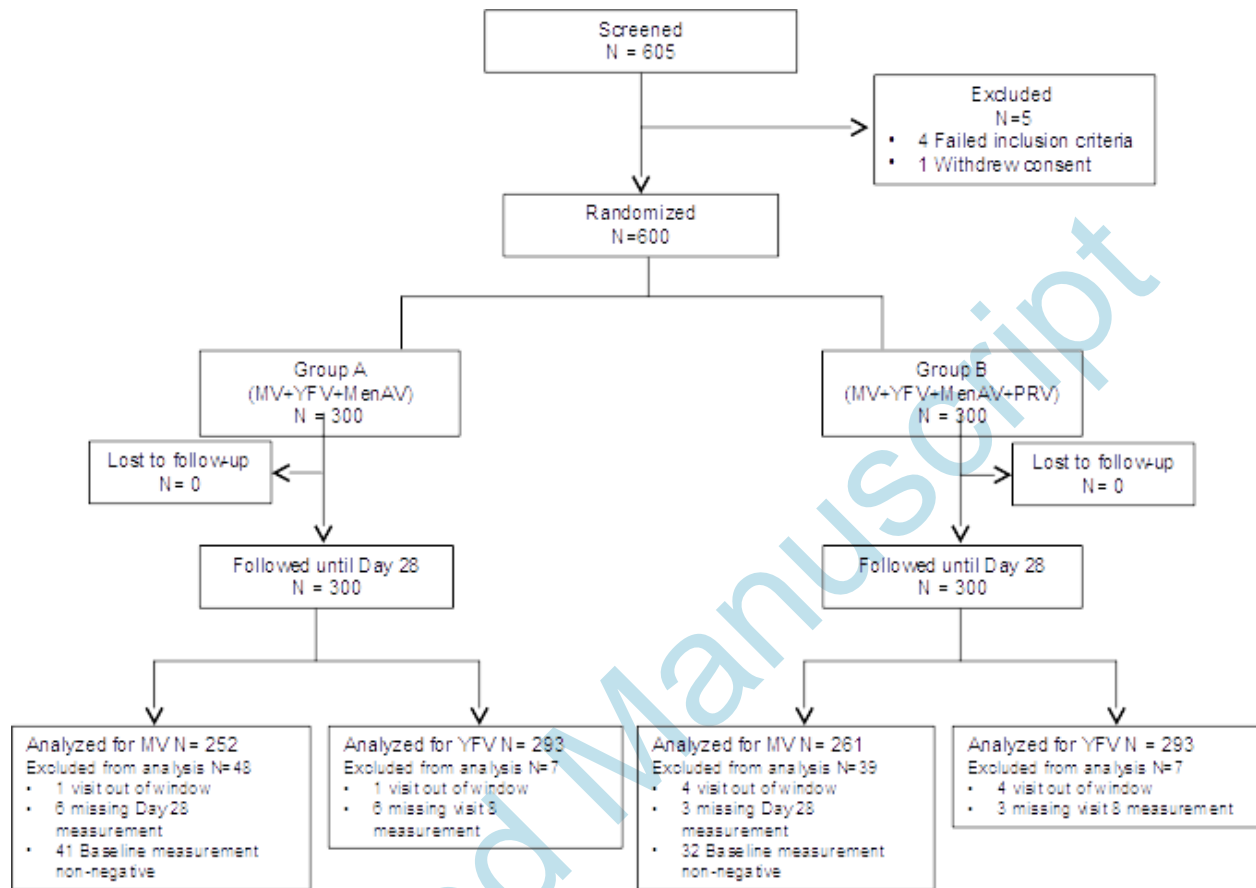 Screened
N = 605
Excluded
N=5
• 4 Failed inclusion criteria
• 1 Withdrew consent
Randomized
N=600
Group A
(MV+YFV+MenAV)
N = 300
Group B
(MV+YFV+MenAV+PRV)
N = 300
Lost to follow-up
N = 0
Lost to follow-up
N = 0
Followed until Day 28
N = 300
Followed until Day 28
N = 300
Analyzed for MV N = 252
Excluded from analysis N=48
• 1 visit out of window
• 6 missing Day 28
measurement
• 41 Baseline measurement
non-negative
Analyzed for YFV N = 293
Excluded from analysis N=7
• 1 visit out of window
• 6 missing visit 8
measurement
Analyzed for MV N = 261
Excluded from analysis N=39
• 4 visit out of window
• 3 missing Day 28
measurement
• 32 Baseline measurement
non-negative
Analyzed for YFV N = 293
Excluded from analysis N=7
• 4 visit out of window
• 3 missing visit 8 measurement
ed Manuscript